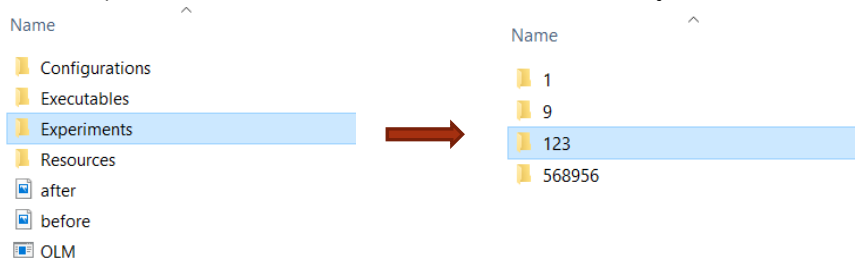 Name
Configurations
Executables
Experiments
Resources
after
before
OLM
Name
1
9
123
568956